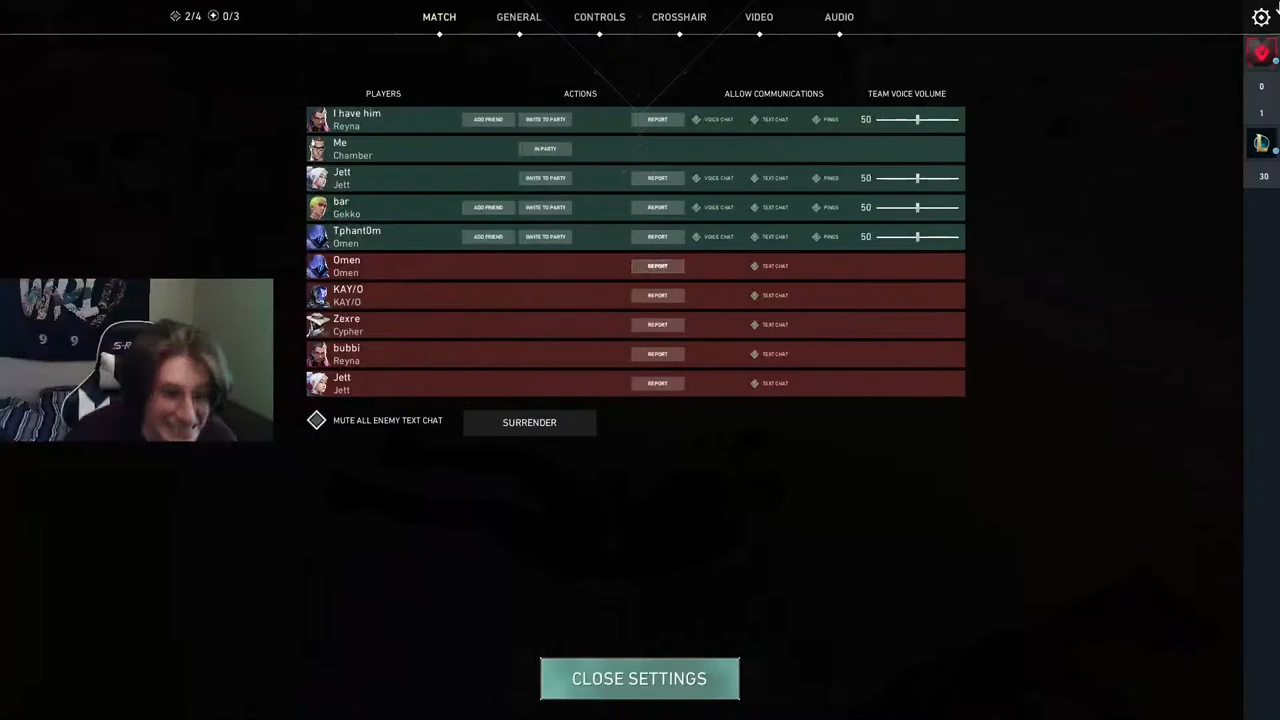 2/4 0/3
MATCH GENERAL CONTROLS CROSSHAIR VIDEO AUDIO
PLAYERS ACTIONS ALLOW COMMUNICATIONS TEAM VOICE VOLUME
I have him
Reyna
ADD FRIEND INVITE TO PARTY REPORT VOICE CHAT TEXT CHAT PINGS 50
Me
Chamber
IN PARTY
Jett
Jett
INVITE TO PARTY REPORT VOICE CHAT TEXT CHAT PINGS 50
bar
Gekko
ADD FRIEND INVITE TO PARTY REPORT VOICE CHAT TEXT CHAT PINGS 50
Tphant0m
Omen
ADD FRIEND INVITE TO PARTY REPORT VOICE CHAT TEXT CHAT PINGS 50
Omen
Omen
REPORT TEXT CHAT
KAY/O
KAY/O
REPORT TEXT CHAT
Zexre
Cypher
REPORT TEXT CHAT
bubbi
Reyna
REPORT TEXT CHAT
Jett
Jett
REPORT TEXT CHAT
MUTE ALL ENEMY TEXT CHAT SURRENDER
CLOSE SETTINGS
0
1
L
30
WRLD
9 9
S-R